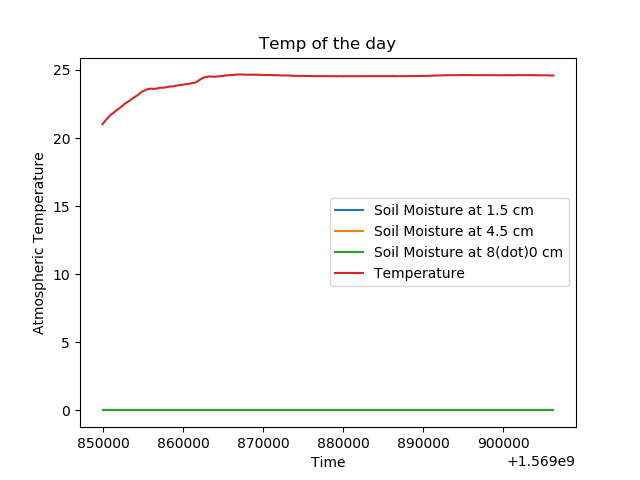 Temp of the day
Atmospheric Temperature
25
20
15
10
5
0
Soil Moisture at 1.5 cm
Soil Moisture at 4.5 cm
Soil Moisture at 8(dot)0 cm
Temperature
850000 860000 870000 880000 890000 900000
Time
+1.569e9